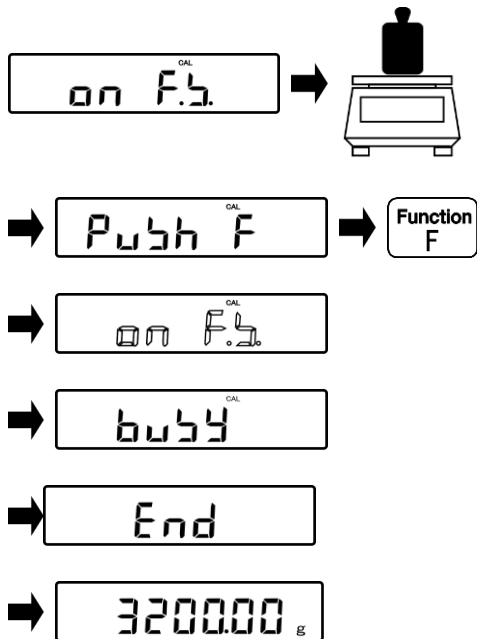 CAL
on F.S.
CAL
PuSh F
Function
F
CAL
on F.S.
CAL
buSY
End
3200.00 g